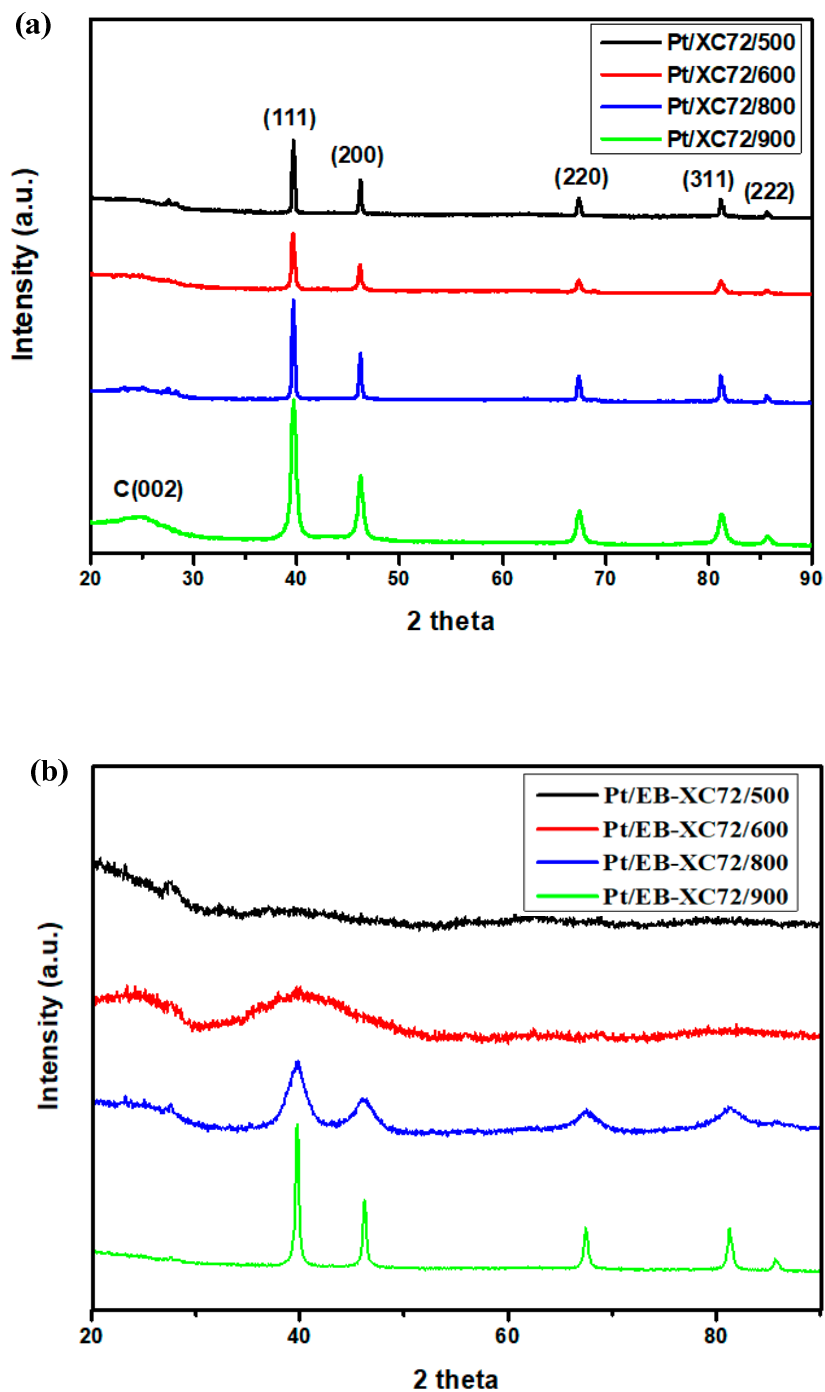 (a)
Pt/XC72/500
Pt/XC72/600
Pt/XC72/800
Pt/XC72/900
(111)
(200)
(220)
(311)
(222)
C(002)
Intensity (a.u.)
20 30 40 50 60 70 80 90
2 theta
(b)
Pt/EB-XC72/500
Pt/EB-XC72/600
Pt/EB-XC72/800
Pt/EB-XC72/900
Intensity (a.u.)
20 40 60 80
2 theta